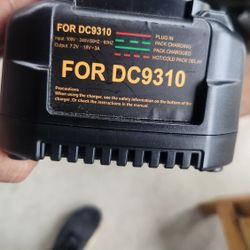 FOR DC9310
Input: 100V - 240V/50HZ - 60HZ
Output: 7.2V - 18V=3A
PLUG IN
PACK CHARGING
PACK CHARGED
HOT/COLD PACK DELAY
FOR DC9310
Precautions
When using the charger, see the safety information on the bottom of the
charger. Or check the instructions in the manual.